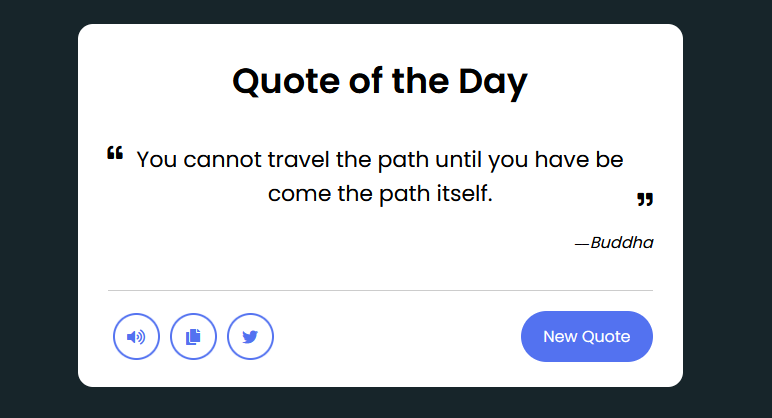 Quote of the Day
“ You cannot travel the path until you have be
come the path itself. ”
—Buddha
New Quote